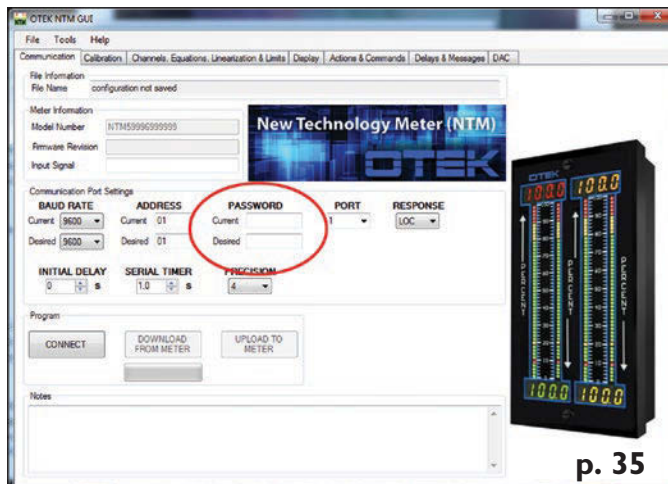 OTEK NTM GUI
File Tools Help
Communication Calibration Channels, Equations, Linearization & Limits Display Actions & Commands Delays & Messages DAC
File Information
File Name configuration not saved
Meter Information
Model Number NTM59996999995
Firmware Revision
Input Signal
New Technology Meter (NTM)
OTEK
Communication Port Settings
BAUD RATE ADDRESS PASSWORD PORT RESPONSE
Current 9600 Current 01 Current 1 LOC
Desired 9600 Desired 01 Desired
INITIAL DELAY SERIAL TIMER PRECISION
0 s 1.0 s 4
Program
CONNECT DOWNLOAD FROM METER UPLOAD TO METER
Notes
OTEK
100.0 100.0
PERCENT PERCENT PERCENT
100.0 100.0
p. 35